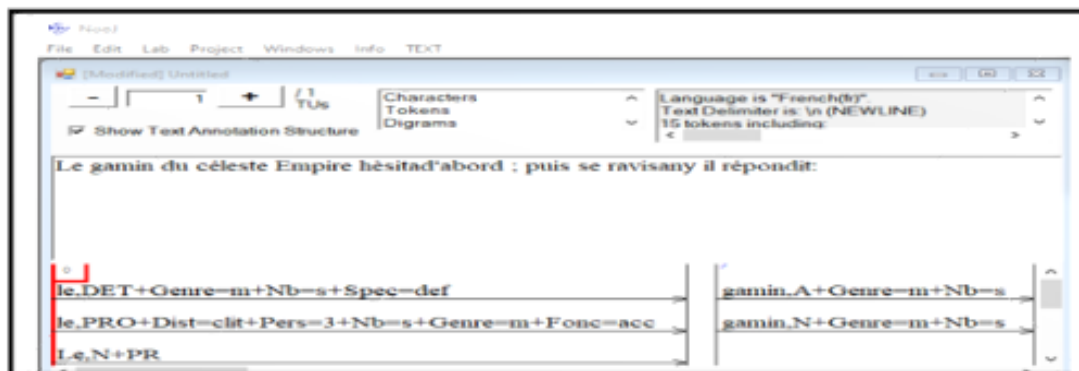 NooJ
File Edit Lab Project Windows Info TEXT
[Modified] Untitled
- 1 + / 1 TUs
Show Text Annotation Structure
Characters
Tokens
Digrams
Language is "French(fr)".
Text Delimiter is: \n (NEWLINE)
15 tokens including:
Le gamin du céleste Empire hèsitad'abord ; puis se ravisany il répondit:
0
le,DET+Genre=m+Nb=s+Spec=def
gamin,A+Genre=m+Nb=s
le,PRO+Dist=clit+Pers=3+Nb=s+Genre=m+Fonc=acc
gamin,N+Genre=m+Nb=s
Le,N+PR